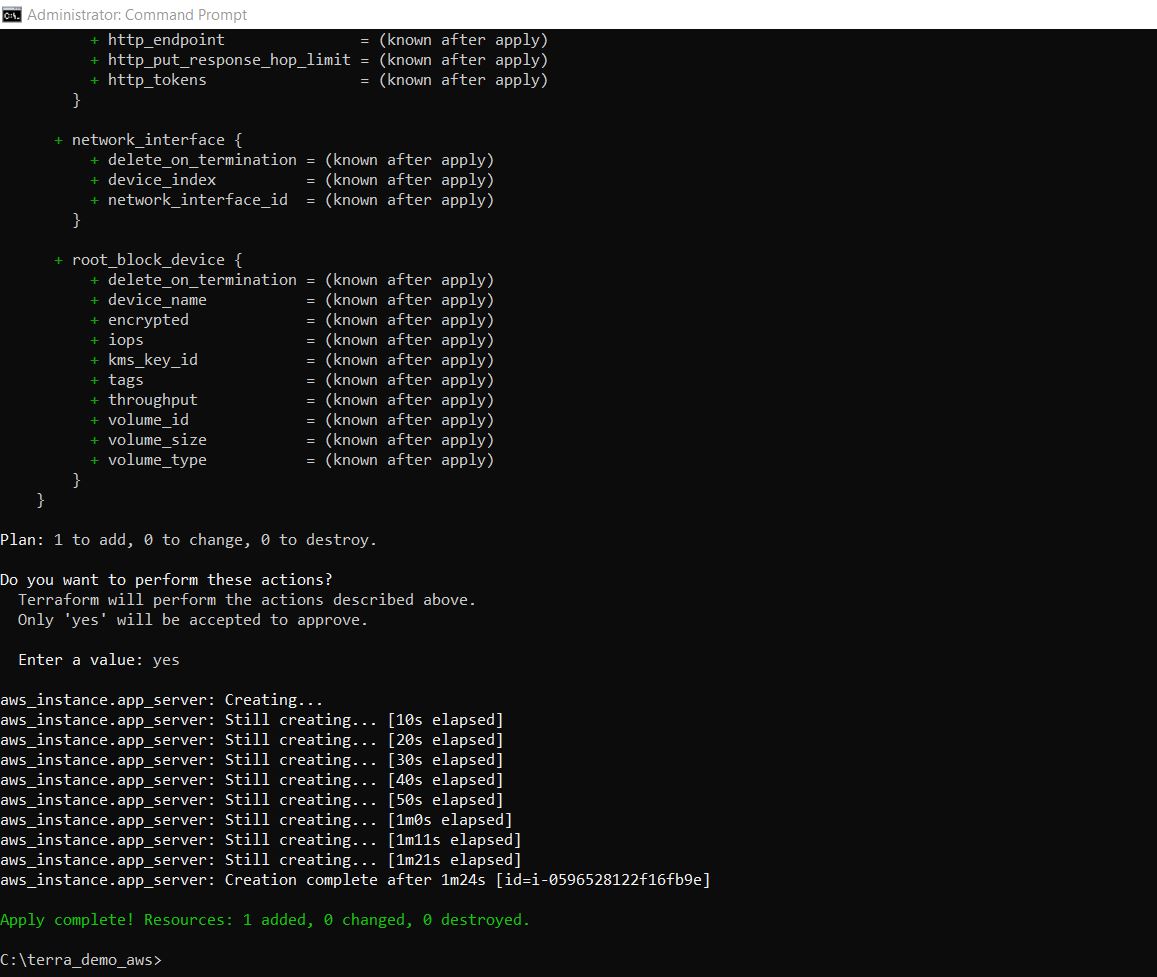 Administrator: Command Prompt
+ http_endpoint = (known after apply)
+ http_put_response_hop_limit = (known after apply)
+ http_tokens = (known after apply)
}
+ network_interface {
+ delete_on_termination = (known after apply)
+ device_index = (known after apply)
+ network_interface_id = (known after apply)
}
+ root_block_device {
+ delete_on_termination = (known after apply)
+ device_name = (known after apply)
+ encrypted = (known after apply)
+ iops = (known after apply)
+ kms_key_id = (known after apply)
+ tags = (known after apply)
+ throughput = (known after apply)
+ volume_id = (known after apply)
+ volume_size = (known after apply)
+ volume_type = (known after apply)
}
}
Plan: 1 to add, 0 to change, 0 to destroy.
Do you want to perform these actions?
Terraform will perform the actions described above.
Only 'yes' will be accepted to approve.
Enter a value: yes
aws_instance.app_server: Creating...
aws_instance.app_server: Still creating... [10s elapsed]
aws_instance.app_server: Still creating... [20s elapsed]
aws_instance.app_server: Still creating... [30s elapsed]
aws_instance.app_server: Still creating... [40s elapsed]
aws_instance.app_server: Still creating... [50s elapsed]
aws_instance.app_server: Still creating... [1m0s elapsed]
aws_instance.app_server: Still creating... [1m11s elapsed]
aws_instance.app_server: Still creating... [1m21s elapsed]
aws_instance.app_server: Creation complete after 1m24s [id=i-0596528122f16fb9e]
Apply complete! Resources: 1 added, 0 changed, 0 destroyed.
C:\terra_demo_aws>